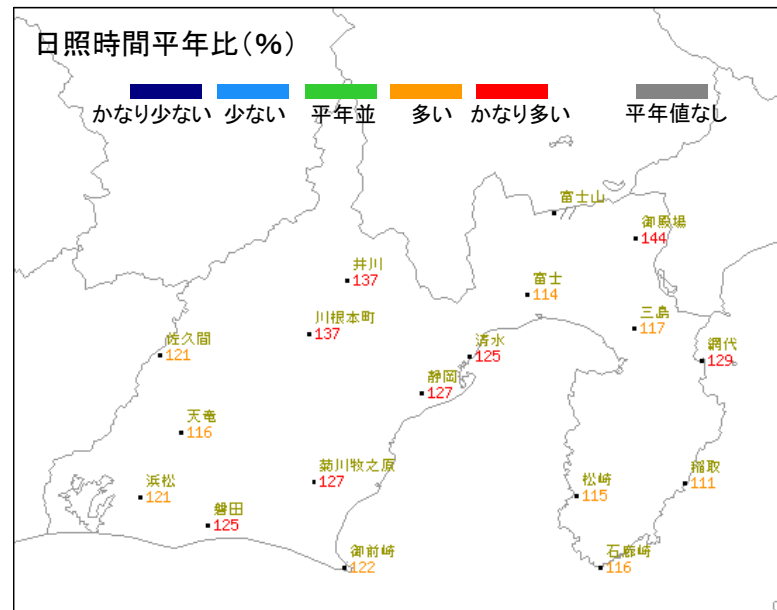 日照時間平年比(%)
かなり少ない 少ない 平年並 多い かなり多い 平年値なし
富士山
御殿場
144
井川
137
富士
114
川根本町
137
三島
117
佐久間
121
清水
125
網代
129
静岡
127
天竜
116
菊川牧之原
127
浜松
121
松崎
115
稲取
111
磐田
125
御前崎
122
石廊崎
116